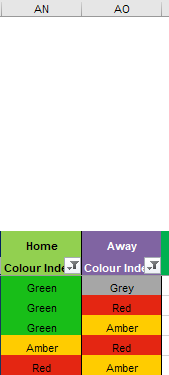 AN AO
Home Away
Colour Inde Colour Inde
Green Grey
Green Red
Green Amber
Amber Red
Red Amber